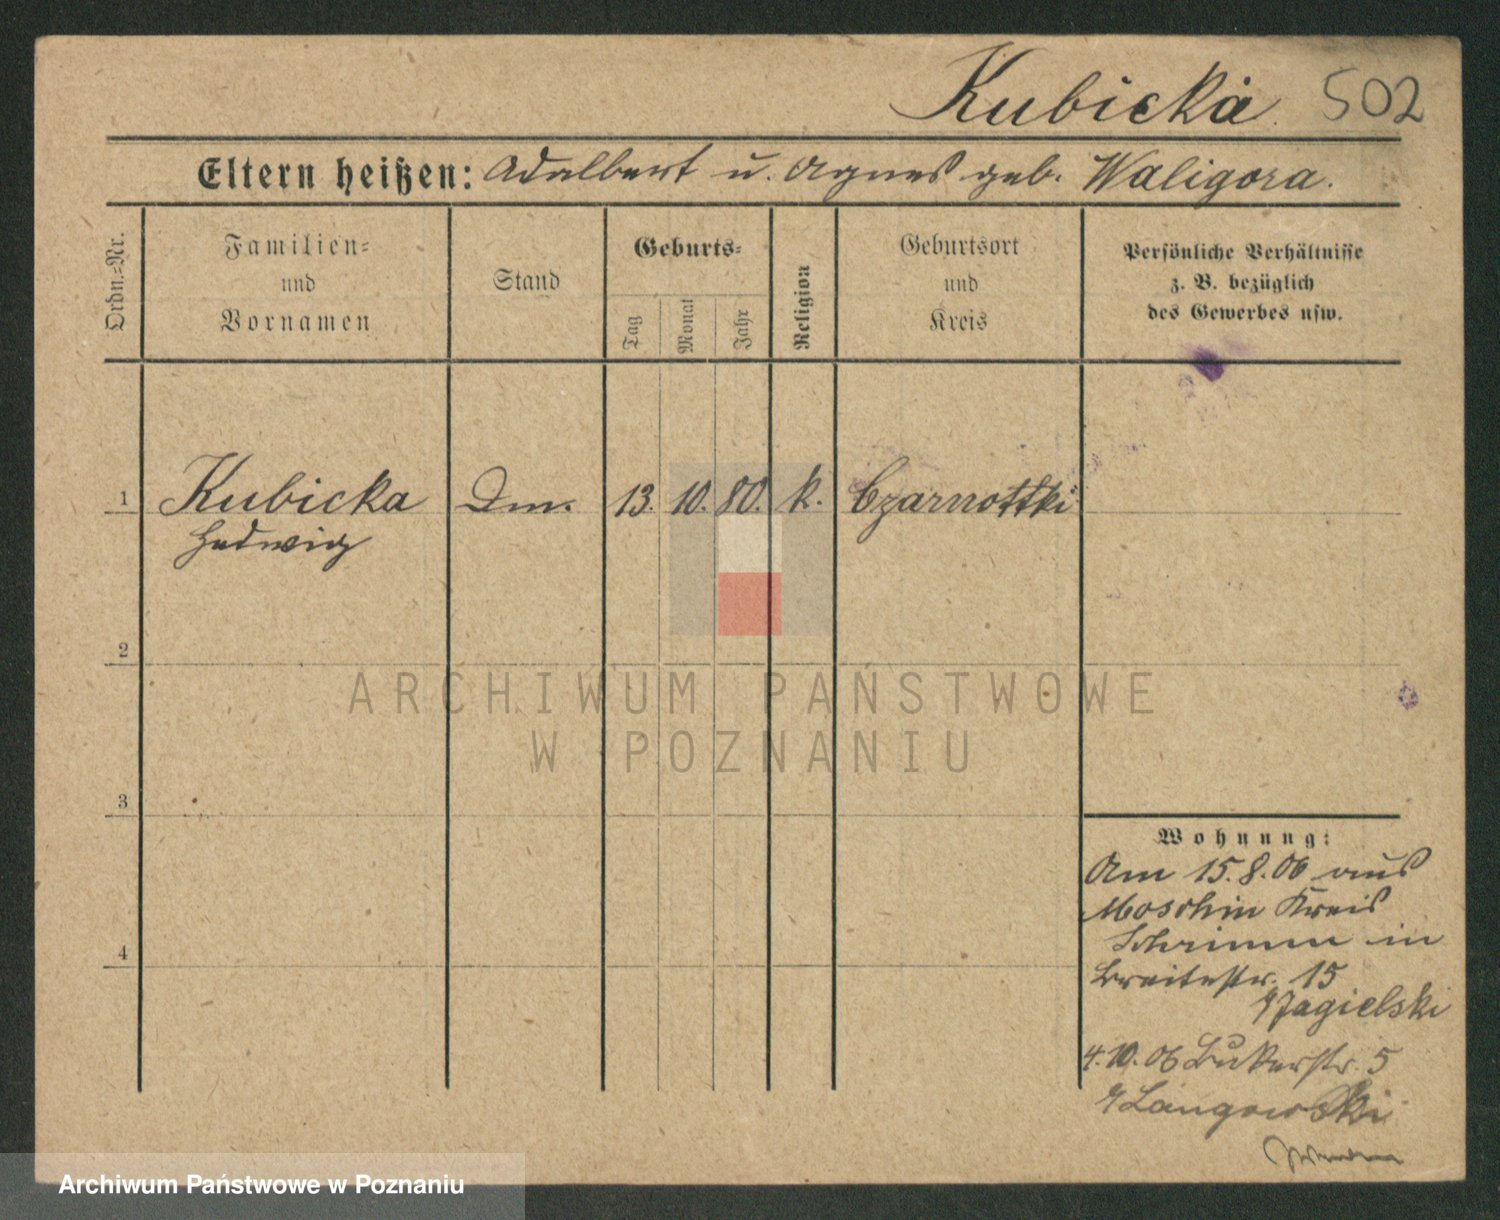 Kubicka 502
Eltern heißen: Adalbert u. Agnes geb. Waligora.
Ordn.=Nr.
Familien=
und
Vornamen
Stand
Geburts=
Tag
Monat
Jahr
Religion
Geburtsort
und
Kreis
Persönliche Verhältnisse
z. B. bezüglich
des Gewerbes usw.
1 Kubicka Dm. 13. 10. 80. k. Czarnottki
Hedwig
2
ARCHIWUM PAŃSTWOWE
W POZNANIU
3
Wohnung:
Am 15.8.06 aus
Moschin Kreis
Schrimm in
Breitestr. 15
Jagielski
4
4.10.06 Bukerstr. 5
Langowski
Archiwum Państwowe w Poznaniu